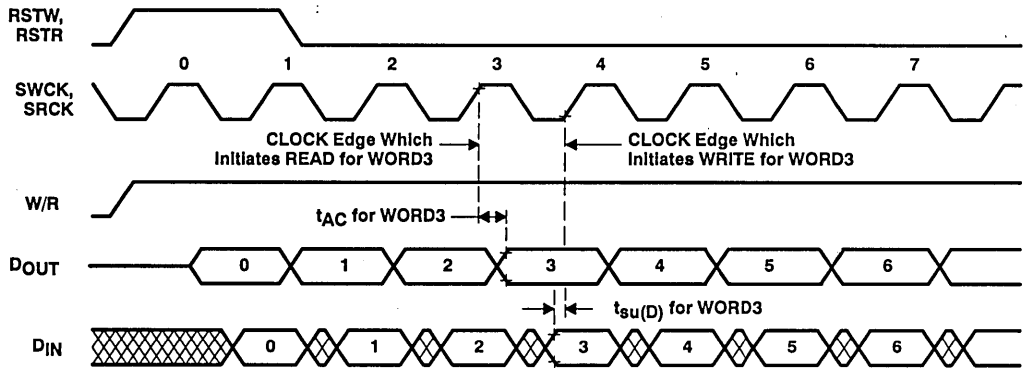 RSTW,
RSTR
0 1 2 3 4 5 6 7
SWCK,
SRCK
CLOCK Edge Which
Initiates READ for WORD3
CLOCK Edge Which
Initiates WRITE for WORD3
W/R
tAC for WORD3
DOUT
0 1 2 3 4 5 6
tsu(D) for WORD3
DIN
0 1 2 3 4 5 6